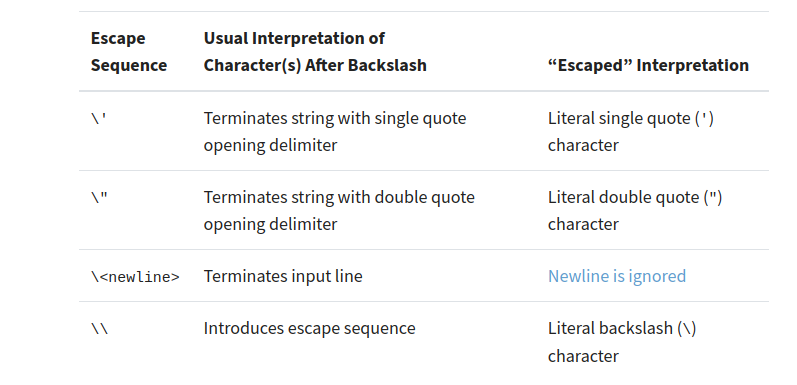 Escape Usual Interpretation of
Sequence Character(s) After Backslash “Escaped” Interpretation
\' Terminates string with single quote Literal single quote (') 
opening delimiter character
\" Terminates string with double quote Literal double quote (") 
opening delimiter character
\<newline> Terminates input line Newline is ignored
\\ Introduces escape sequence Literal backslash (\)
character